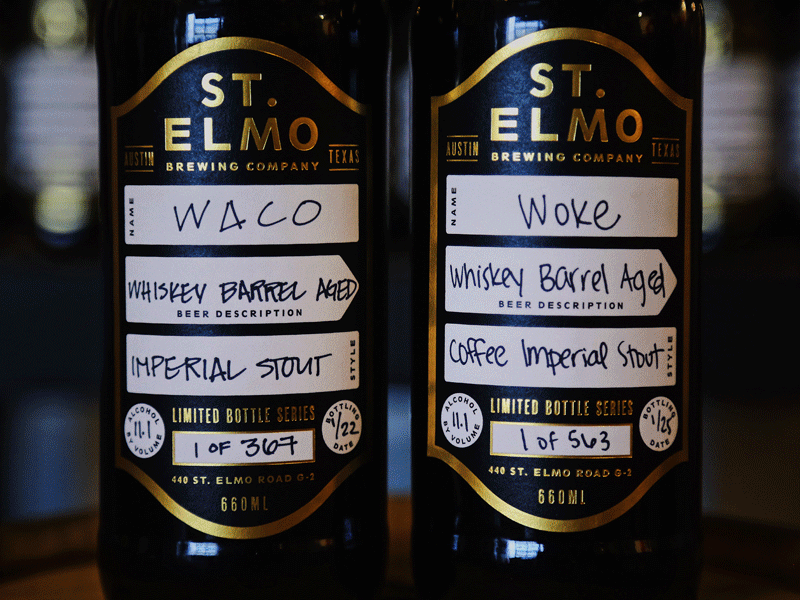 ST.
ELMO
AUSTIN TEXAS
BREWING COMPANY
NAME
WACO
WHISKEY BARREL AGED
BEER DESCRIPTION
IMPERIAL STOUT
STYLE
LIMITED BOTTLE SERIES
ALCOHOL BY VOLUME
11.1
1 OF 367
BOTTLING DATE
1/22
440 ST. ELMO ROAD G-2
660ML
ST.
ELMO
AUSTIN TEXAS
BREWING COMPANY
NAME
Woke
Whiskey Barrel Aged
BEER DESCRIPTION
Coffee Imperial Stout
STYLE
LIMITED BOTTLE SERIES
ALCOHOL BY VOLUME
11.1
1 of 563
BOTTLING DATE
1/25
440 ST. ELMO ROAD G-2
660ML